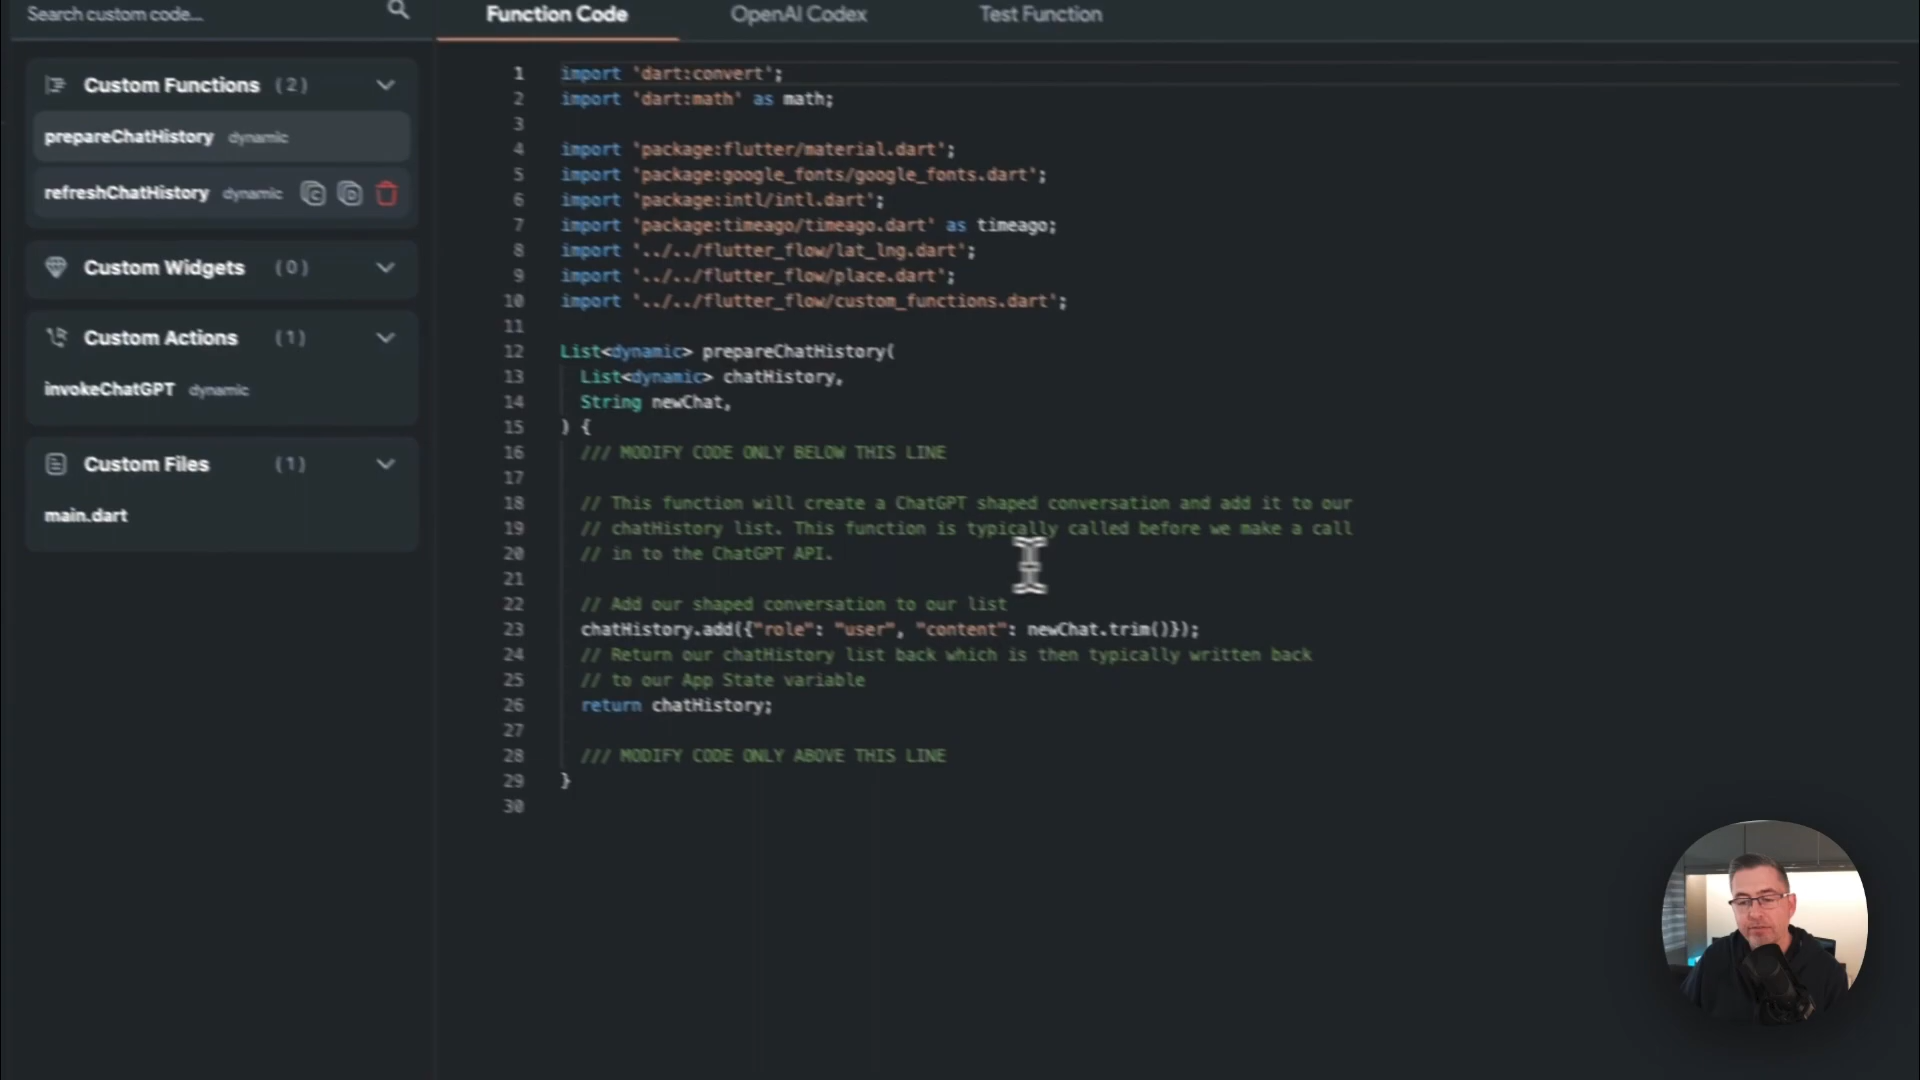 Search custom code...
Function Code
OpenAI Codex
Test Function
Custom Functions (2)
prepareChatHistory dynamic
refreshChatHistory dynamic
Custom Widgets (0)
Custom Actions (1)
invokeChatGPT dynamic
Custom Files (1)
main.dart
1 import 'dart:convert';
2 import 'dart:math' as math;
3
4 import 'package:flutter/material.dart';
5 import 'package:google_fonts/google_fonts.dart';
6 import 'package:intl/intl.dart';
7 import 'package:timeago/timeago.dart' as timeago;
8 import '../../flutter_flow/lat_lng.dart';
9 import '../../flutter_flow/place.dart';
10 import '../../flutter_flow/custom_functions.dart';
11
12 List<dynamic> prepareChatHistory(
13 List<dynamic> chatHistory,
14 String newChat,
15 ) {
16 /// MODIFY CODE ONLY BELOW THIS LINE
17
18 // This function will create a ChatGPT shaped conversation and add it to our
19 // chatHistory list. This function is typically called before we make a call
20 // in to the ChatGPT API.
21
22 // Add our shaped conversation to our list
23 chatHistory.add({"role": "user", "content": newChat.trim()});
24 // Return our chatHistory list back which is then typically written back
25 // to our App State variable
26 return chatHistory;
27
28 /// MODIFY CODE ONLY ABOVE THIS LINE
29 }
30